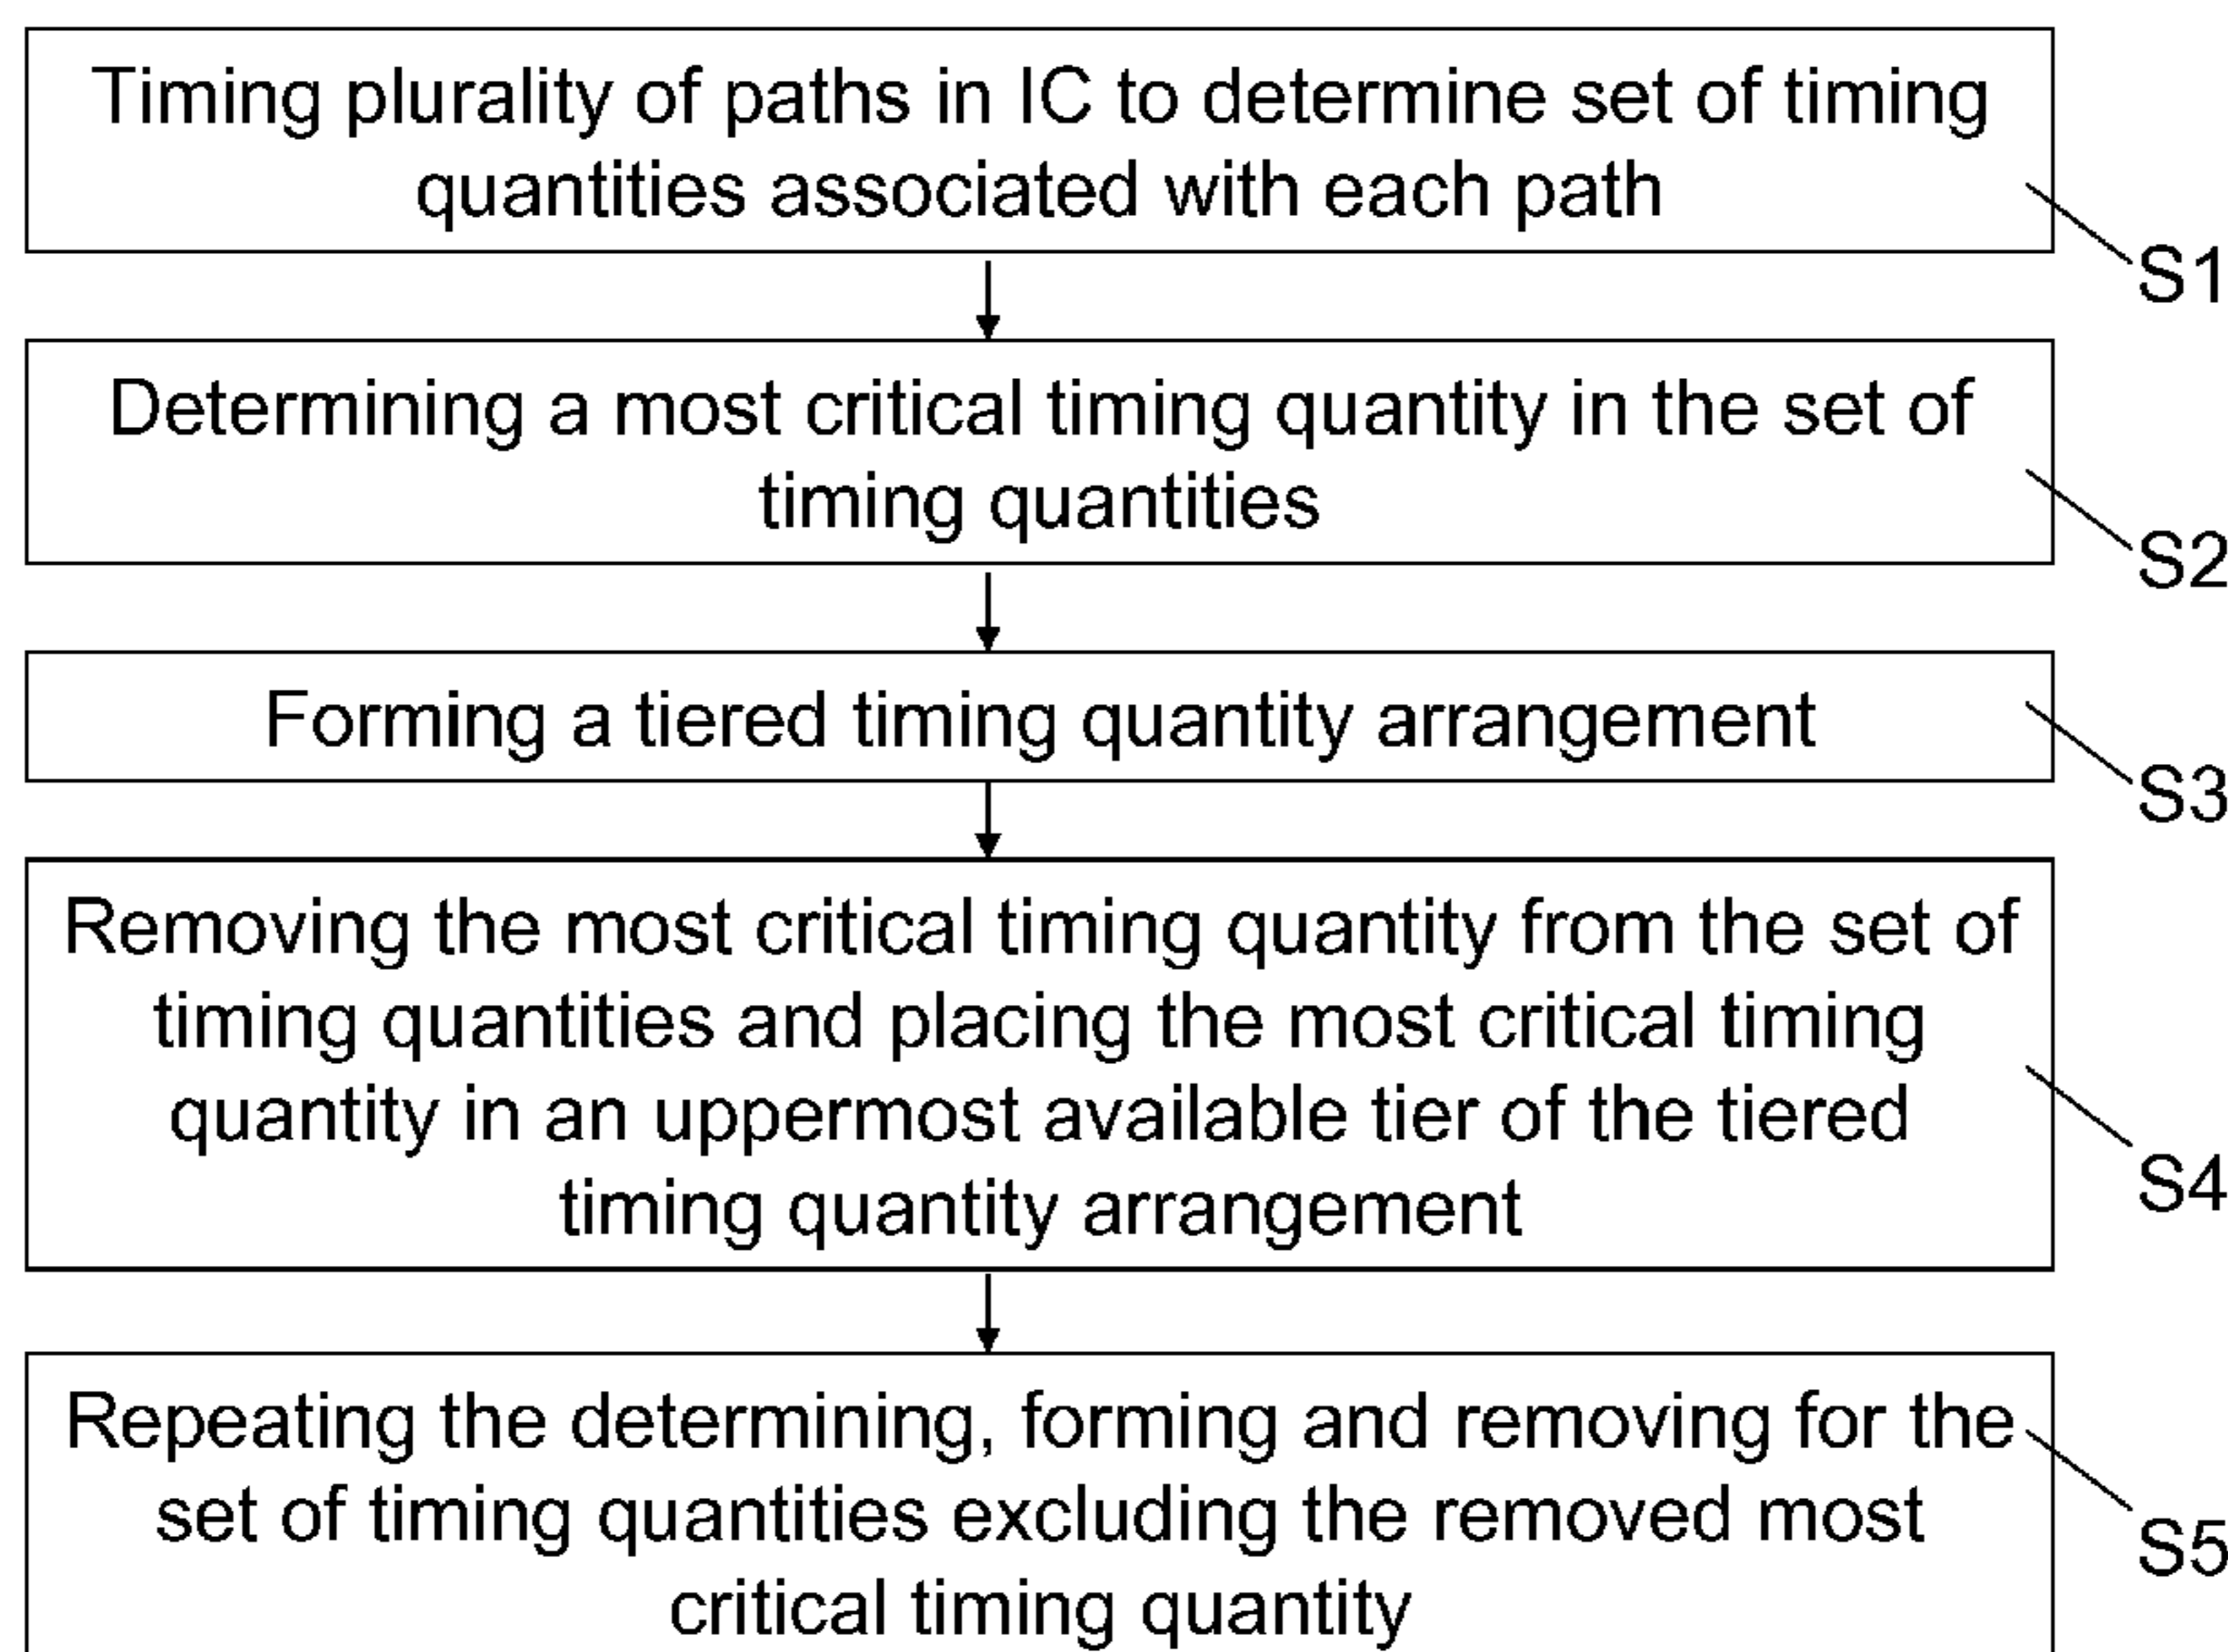 Timing plurality of paths in IC to determine set of timing
quantities associated with each path
S1
Determining a most critical timing quantity in the set of
timing quantities
S2
Forming a tiered timing quantity arrangement
S3
Removing the most critical timing quantity from the set of
timing quantities and placing the most critical timing
quantity in an uppermost available tier of the tiered
timing quantity arrangement
S4
Repeating the determining, forming and removing for the
set of timing quantities excluding the removed most
critical timing quantity
S5